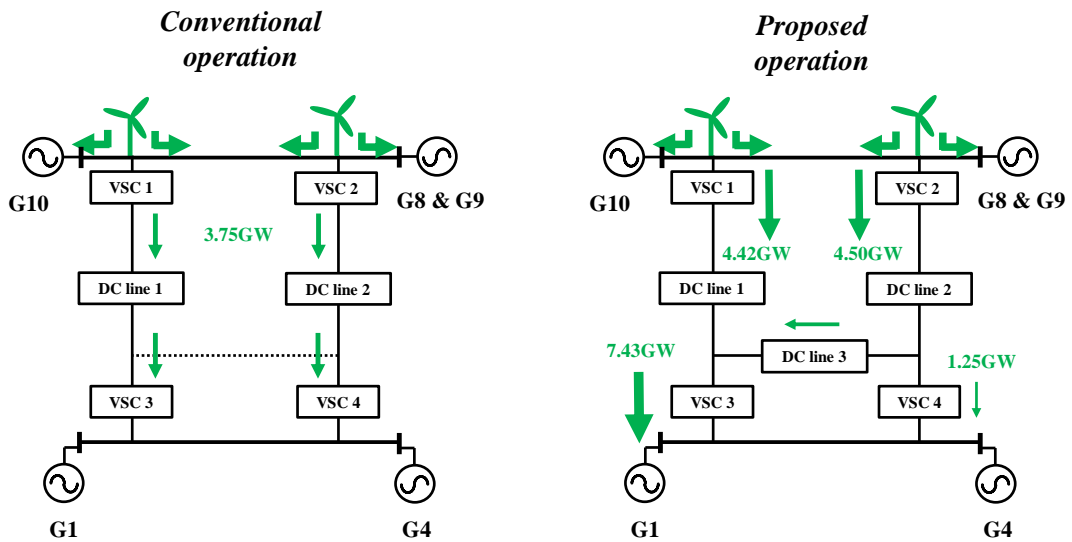 Conventional
operation
G10
VSC 1
VSC 2
G8 & G9
3.75GW
DC line 1
DC line 2
VSC 3
VSC 4
G1
G4
Proposed
operation
G10
VSC 1
VSC 2
G8 & G9
4.42GW
4.50GW
DC line 1
DC line 2
7.43GW
DC line 3
1.25GW
VSC 3
VSC 4
G1
G4